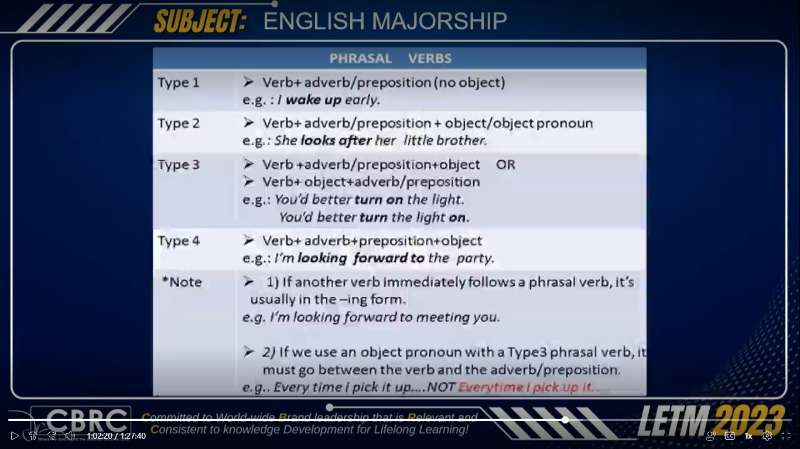 SUBJECT: ENGLISH MAJORSHIP
PHRASAL VERBS
Type 1 ➢ Verb+ adverb/preposition (no object)
e.g. : I wake up early.
Type 2 ➢ Verb+ adverb/preposition + object/object pronoun
e.g.: She looks after her little brother.
Type 3 ➢ Verb +adverb/preposition+object OR
➢ Verb+ object+adverb/preposition
e.g.: You'd better turn on the light.
You'd better turn the light on.
Type 4 ➢ Verb+ adverb+preposition+object
e.g.: I'm looking forward to the party.
*Note ➢ 1) If another verb immediately follows a phrasal verb, it's
usually in the –ing form.
e.g. I'm looking forward to meeting you.
➢ 2) If we use an object pronoun with a Type3 phrasal verb, it
must go between the verb and the adverb/preposition.
e.g.. Every time I pick it up....NOT Everytime I pick up it..
CBRC
Committed to World-wide Brand leadership that is Relevant and
Consistent to knowledge Development for Lifelong Learning!
LETM 2023
1:02:20 / 1:27:40
1x